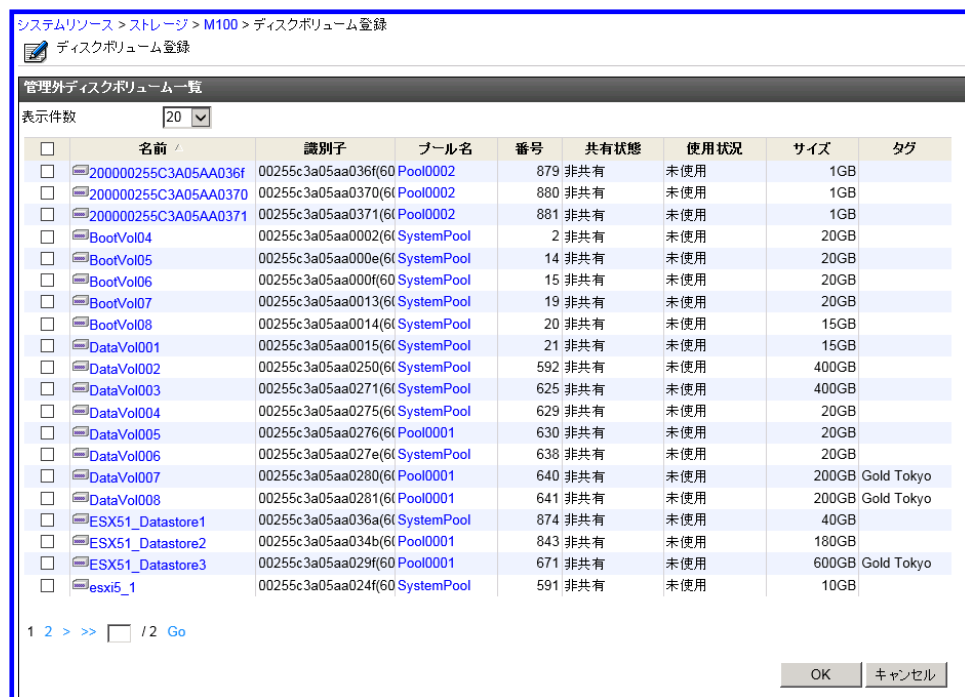 システムリソース > ストレージ > M100 > ディスクボリューム登録
ディスクボリューム登録
管理外ディスクボリューム一覧
表示件数 20
名前 識別子 プール名 番号 共有状態 使用状況 サイズ タグ
200000255C3A05AA036f 00255c3a05aa036f(60 Pool0002 879 非共有 未使用 1GB
200000255C3A05AA0370 00255c3a05aa0370(60 Pool0002 880 非共有 未使用 1GB
200000255C3A05AA0371 00255c3a05aa0371(60 Pool0002 881 非共有 未使用 1GB
BootVol04 00255c3a05aa0002(60 SystemPool 2 非共有 未使用 20GB
BootVol05 00255c3a05aa000e(60 SystemPool 14 非共有 未使用 20GB
BootVol06 00255c3a05aa000f(60 SystemPool 15 非共有 未使用 20GB
BootVol07 00255c3a05aa0013(60 SystemPool 19 非共有 未使用 20GB
BootVol08 00255c3a05aa0014(60 SystemPool 20 非共有 未使用 15GB
DataVol001 00255c3a05aa0015(60 SystemPool 21 非共有 未使用 15GB
DataVol002 00255c3a05aa0250(60 SystemPool 592 非共有 未使用 400GB
DataVol003 00255c3a05aa0271(60 SystemPool 625 非共有 未使用 400GB
DataVol004 00255c3a05aa0275(60 SystemPool 629 非共有 未使用 20GB
DataVol005 00255c3a05aa0276(60 Pool0001 630 非共有 未使用 20GB
DataVol006 00255c3a05aa027e(60 SystemPool 638 非共有 未使用 20GB
DataVol007 00255c3a05aa0280(60 Pool0001 640 非共有 未使用 200GB Gold Tokyo
DataVol008 00255c3a05aa0281(60 Pool0001 641 非共有 未使用 200GB Gold Tokyo
ESX51_Datastore1 00255c3a05aa036a(60 SystemPool 874 非共有 未使用 40GB
ESX51_Datastore2 00255c3a05aa034b(60 Pool0001 843 非共有 未使用 180GB
ESX51_Datastore3 00255c3a05aa029f(60 Pool0001 671 非共有 未使用 600GB Gold Tokyo
esxi5_1 00255c3a05aa024f(60 SystemPool 591 非共有 未使用 10GB
1 2 > >> / 2 Go
OK キャンセル